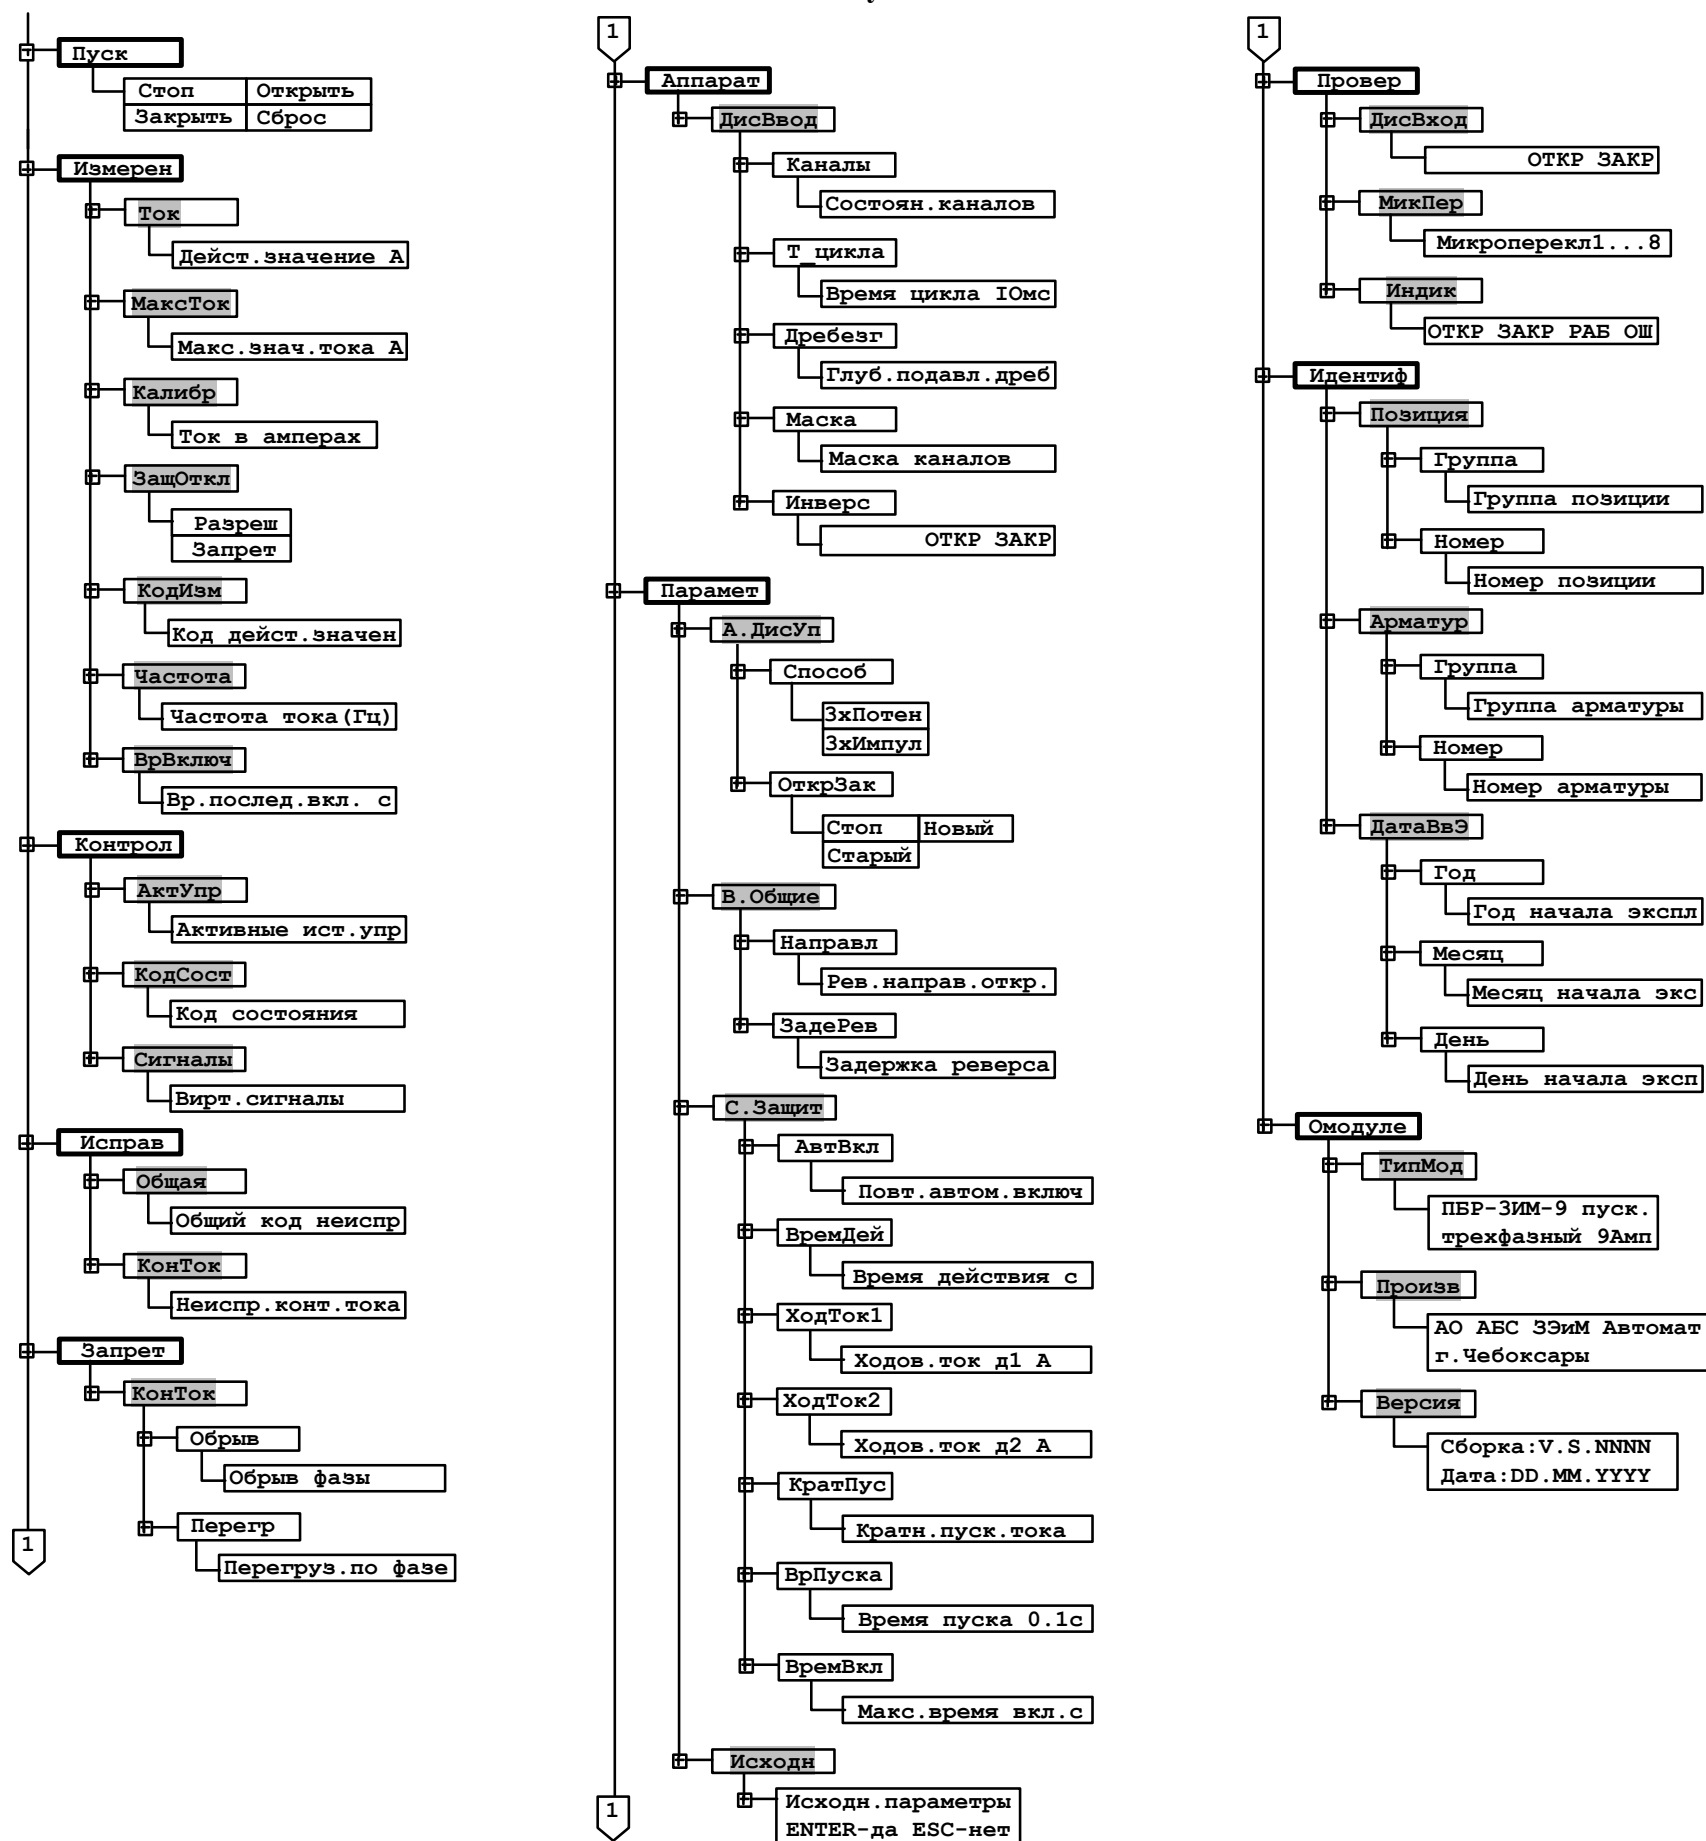 Пуск
Стоп Открыть
Закрыть Сброс
Измерен
Ток
Дейст.значение А
МаксТок
Макс.знач.тока А
Калибр
Ток в амперах
ЗащОткл
Разреш
Запрет
КодИзм
Код дейст.значен
Частота
Частота тока(Гц)
ВрВключ
Вр.послед.вкл. с
Контрол
АктУпр
Активные ист.упр
КодСост
Код состояния
Сигналы
Вирт.сигналы
Исправ
Общая
Общий код неиспр
КонТок
Неиспр.конт.тока
Запрет
КонТок
Обрыв
Обрыв фазы
Перегр
Перегруз.по фазе
1
1
Аппарат
ДисВвод
Каналы
Состоян.каналов
Т_цикла
Время цикла IОмс
Дребезг
Глуб.подавл.дреб
Маска
Маска каналов
Инверс
ОТКР ЗАКР
Парамет
А.ДисУп
Способ
3хПотен
3хИмпул
ОткрЗак
Стоп Новый
Старый
В.Общие
Направл
Рев.направ.откр.
ЗадеРев
Задержка реверса
С.Защит
АвтВкл
Повт.автом.включ
ВремДей
Время действия с
ХодТок1
Ходов.ток д1 А
ХодТок2
Ходов.ток д2 А
КратПус
Кратн.пуск.тока
ВрПуска
Время пуска 0.1с
ВремВкл
Макс.время вкл.с
Исходн
Исходн.параметры
ENTER-да ESC-нет
1
1
Провер
ДисВход
ОТКР ЗАКР
МикПер
Микроперекл1...8
Индик
ОТКР ЗАКР РАБ ОШ
Идентиф
Позиция
Группа
Группа позиции
Номер
Номер позиции
Арматур
Группа
Группа арматуры
Номер
Номер арматуры
ДатаВвЭ
Год
Год начала экспл
Месяц
Месяц начала экс
День
День начала эксп
Омодуле
ТипМод
ПБР-3ИМ-9 пуск.
трехфазный 9Амп
Произв
АО АБС ЗЭиМ Автомат
г.Чебоксары
Версия
Сборка:V.S.NNNN
Дата:DD.MM.YYYY